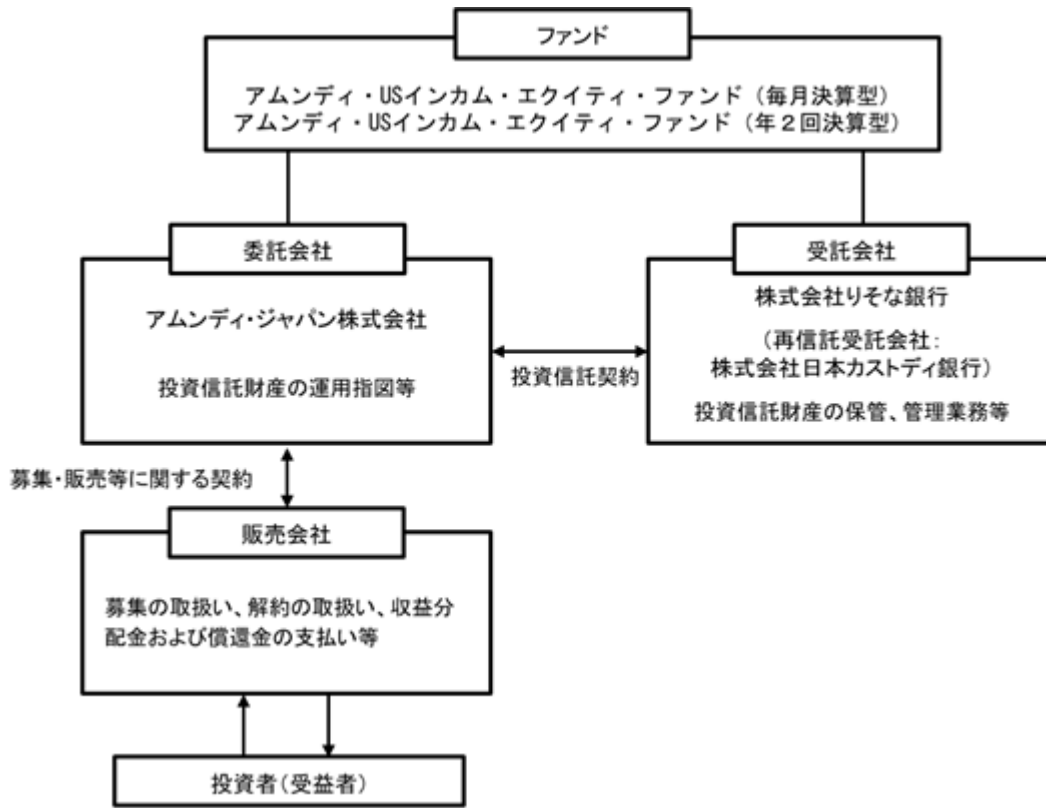 ファンド
アムンディ・USインカム・エクイティ・ファンド（毎月決算型）
アムンディ・USインカム・エクイティ・ファンド（年２回決算型）
委託会社
アムンディ・ジャパン株式会社
投資信託財産の運用指図等
投資信託契約
受託会社
株式会社りそな銀行
（再信託受託会社：
株式会社日本カストディ銀行）
投資信託財産の保管、管理業務等
募集・販売等に関する契約
販売会社
募集の取扱い、解約の取扱い、収益分
配金および償還金の支払い等
投資者（受益者）